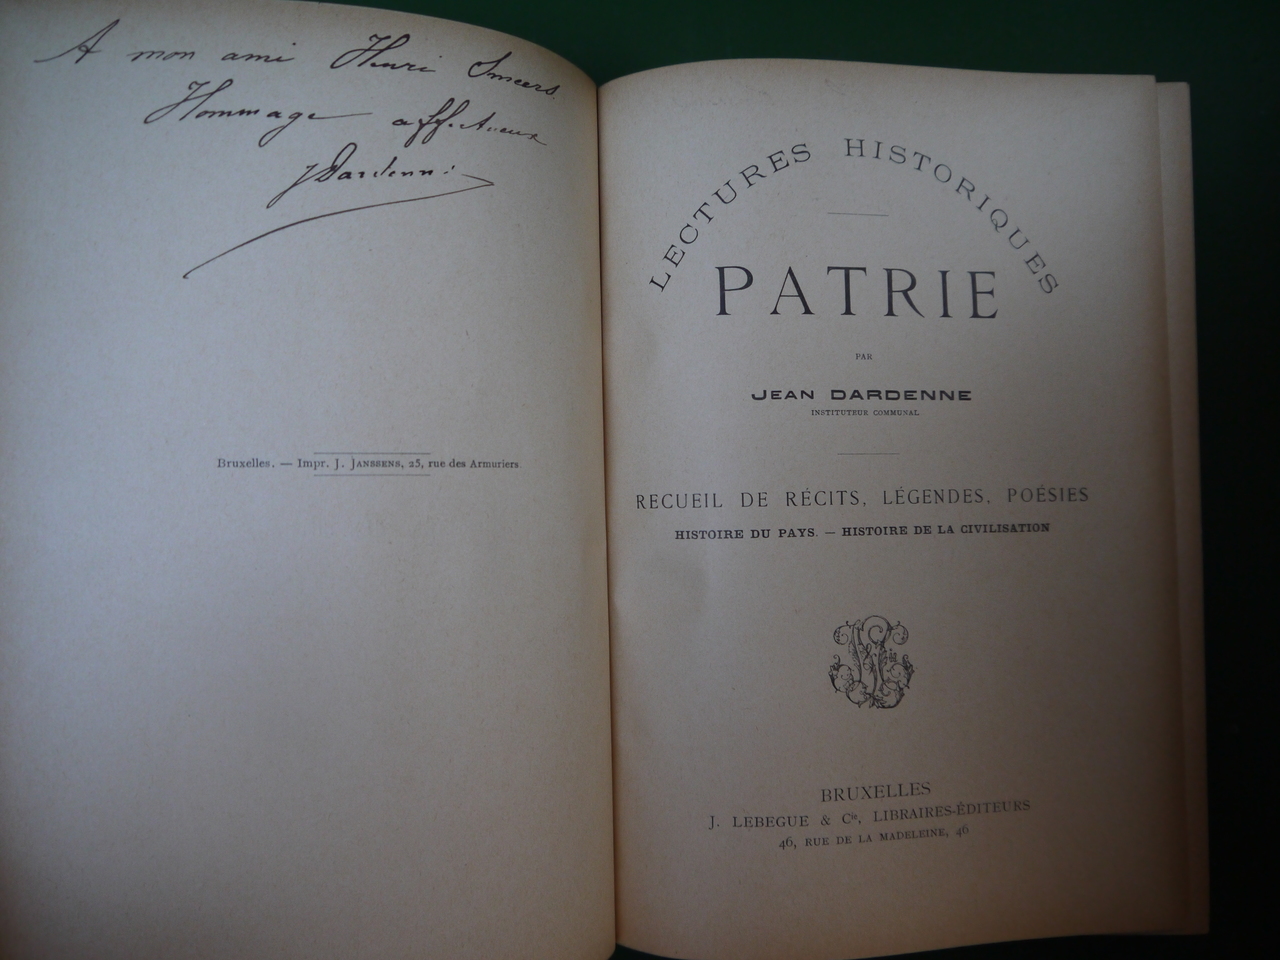 A mon ami Henri Smeers
Hommage affectueux
JDardenne
Bruxelles. — Impr. J. JANSSENS, 25, rue des Armuriers
LECTURES HISTORIQUES
PATRIE
PAR
JEAN DARDENNE
INSTITUTEUR COMMUNAL
RECUEIL DE RÉCITS, LÉGENDES, POÉSIES
HISTOIRE DU PAYS. — HISTOIRE DE LA CIVILISATION
BRUXELLES
J. LEBEGUE & Cie, LIBRAIRES-ÉDITEURS
46, RUE DE LA MADELEINE, 46